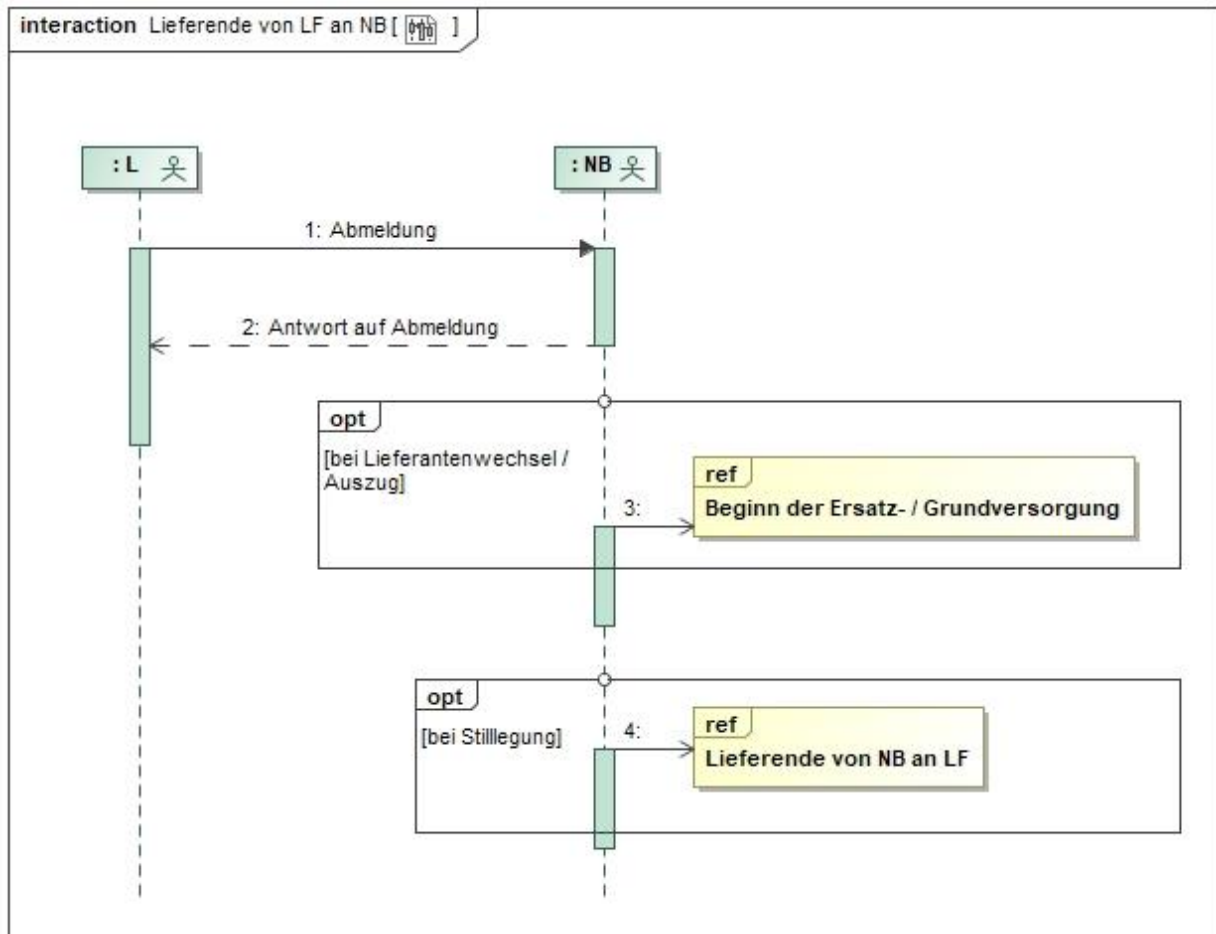 interaction Lieferende von LF an NB [ ]
: L
: NB
1: Abmeldung
2: Antwort auf Abmeldung
opt
[bei Lieferantenwechsel /
Auszug]
3:
ref
Beginn der Ersatz- / Grundversorgung
opt
[bei Stilllegung]
4:
ref
Lieferende von NB an LF